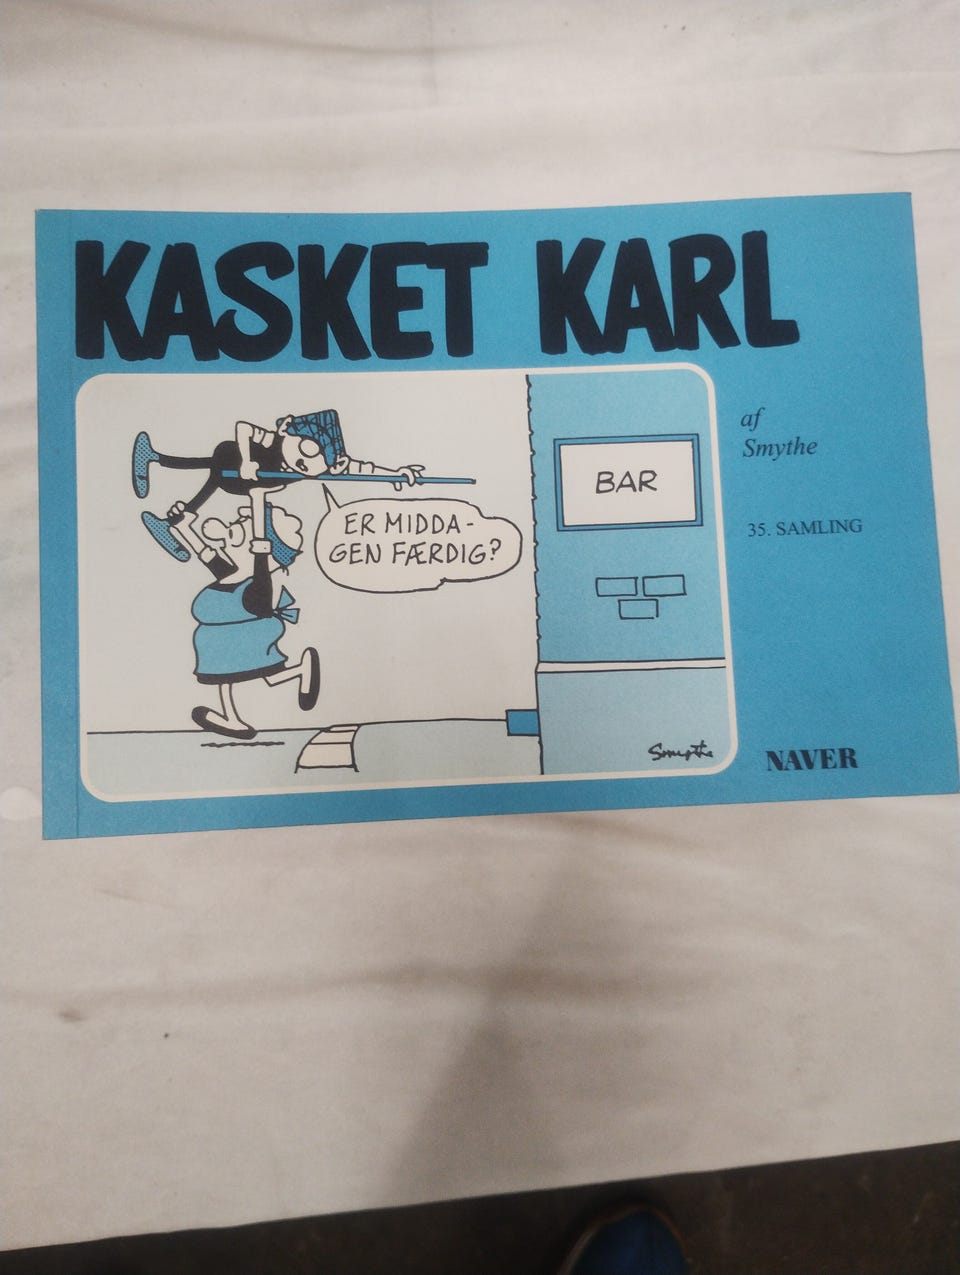 KASKET KARL
af
Smythe
35. SAMLING
BAR
ER MIDDA-
GEN FÆRDIG?
Smythe
NAVER